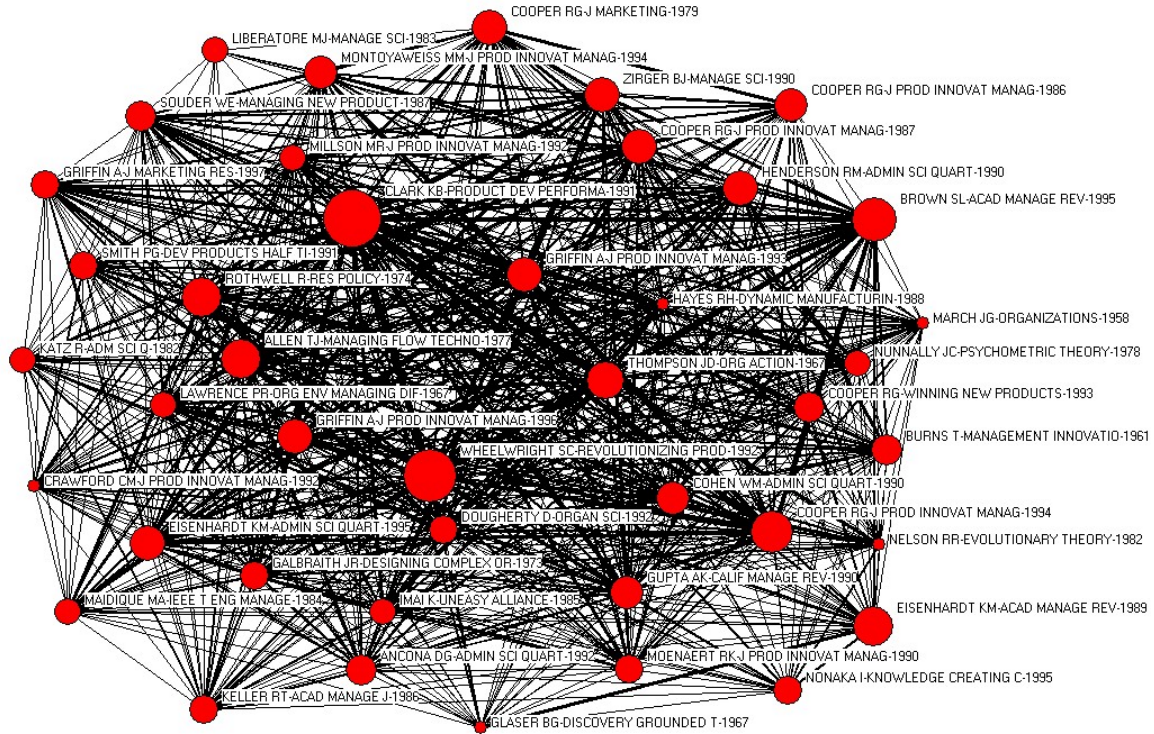 COOPER RG-J MARKETING-1979
LIBERATORE MJ-MANAGE SCI-1983
MONTOYAWEISS MM-J PROD INNOVAT MANAG-1994
ZIRGER BJ-MANAGE SCI-1990
COOPER RG-J PROD INNOVAT MANAG-1986
SOUDER WE-MANAGING NEW PRODUCT-1987
COOPER RG-J PROD INNOVAT MANAG-1987
MILLSON MR-J PROD INNOVAT MANAG-1992
GRIFFIN A-J MARKETING RES-1997
HENDERSON RM-ADMIN SCI QUART-1990
CLARK KB-PRODUCT DEV PERFORMA-1991
BROWN SL-ACAD MANAGE REV-1995
SMITH PG-DEV PRODUCTS HALF TI-1991
GRIFFIN A-J PROD INNOVAT MANAG-1993
ROTHWELL R-RES POLICY-1974
HAYES RH-DYNAMIC MANUFACTURIN-1988
MARCH JG-ORGANIZATIONS-1958
KATZ R-ADM SCI Q-1982
ALLEN TJ-MANAGING FLOW TECHNO-1977
NUNNALLY JC-PSYCHOMETRIC THEORY-1978
THOMPSON JD-ORG ACTION-1967
LAWRENCE PR-ORG ENV MANAGING DIF-1967
COOPER RG-WINNING NEW PRODUCTS-1993
GRIFFIN A-J PROD INNOVAT MANAG-1996
BURNS T-MANAGEMENT INNOVATIO-1961
WHEELWRIGHT SC-REVOLUTIONIZING PROD-1992
CRAWFORD CM-J PROD INNOVAT MANAG-1992
COHEN WM-ADMIN SCI QUART-1990
COOPER RG-J PROD INNOVAT MANAG-1994
DOUGHERTY D-ORGAN SCI-1992
EISENHARDT KM-ADMIN SCI QUART-1995
NELSON RR-EVOLUTIONARY THEORY-1982
GALBRAITH JR-DESIGNING COMPLEX OR-1973
GUPTA AK-CALIF MANAGE REV-1990
MAIDIQUE MA-IEEE T ENG MANAGE-1984
IMAI K-UNEASY ALLIANCE-1985
EISENHARDT KM-ACAD MANAGE REV-1989
ANCONA DG-ADMIN SCI QUART-1992
MOENAERT RK-J PROD INNOVAT MANAG-1990
NONAKA I-KNOWLEDGE CREATING C-1995
KELLER RT-ACAD MANAGE J-1986
GLASER BG-DISCOVERY GROUNDED T-1967